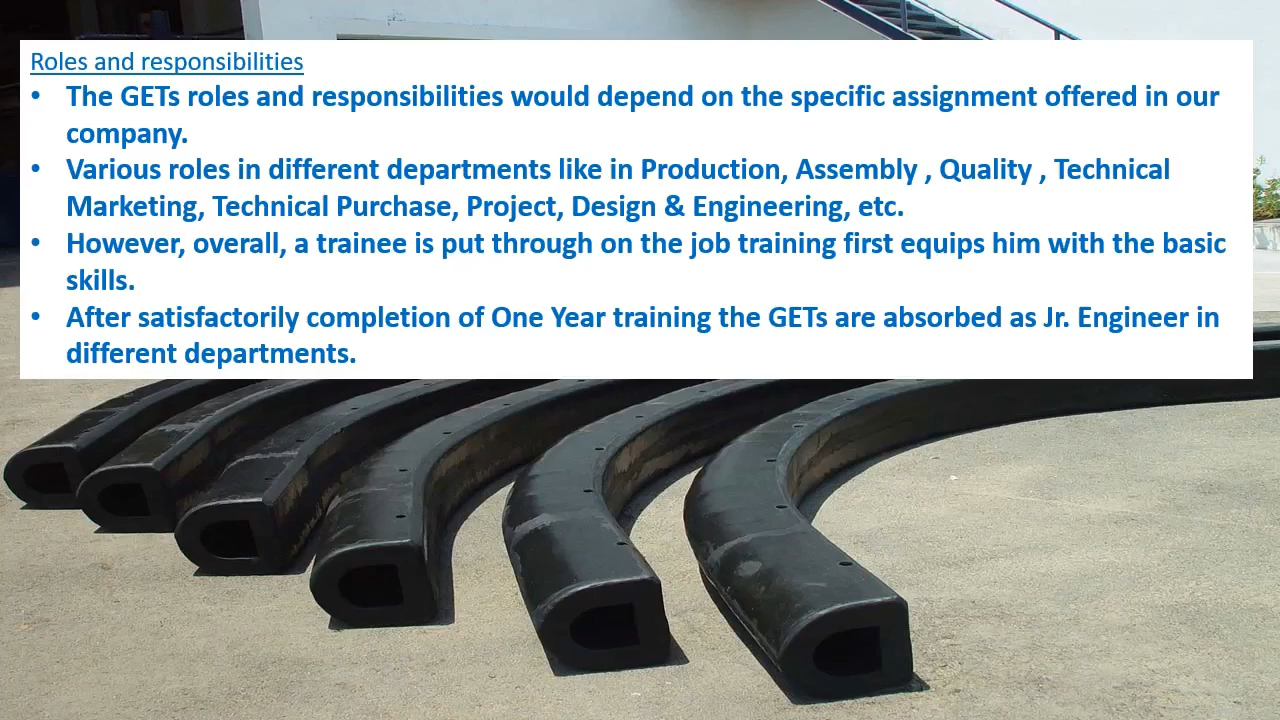 Roles and responsibilities
• The GETs roles and responsibilities would depend on the specific assignment offered in our
company.
• Various roles in different departments like in Production, Assembly , Quality , Technical
Marketing, Technical Purchase, Project, Design & Engineering, etc.
• However, overall, a trainee is put through on the job training first equips him with the basic
skills.
• After satisfactorily completion of One Year training the GETs are absorbed as Jr. Engineer in
different departments.